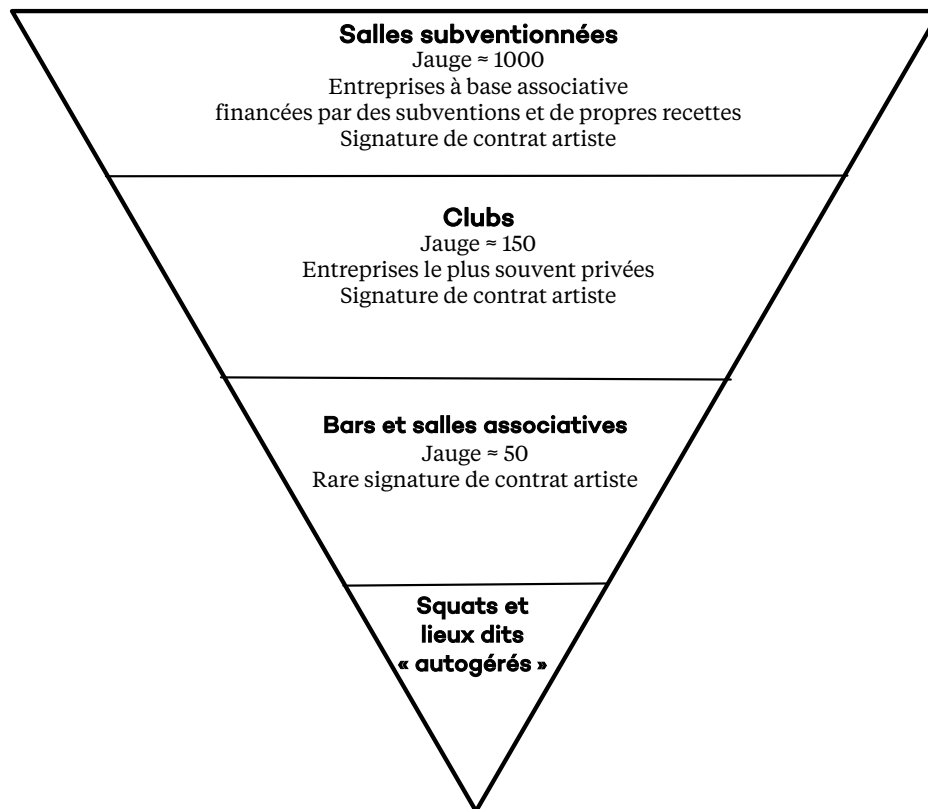 Salles subventionnées
Jauge ≈ 1000
Entreprises à base associative
financées par des subventions et de propres recettes
Signature de contrat artiste
Clubs
Jauge ≈ 150
Entreprises le plus souvent privées
Signature de contrat artiste
Bars et salles associatives
Jauge ≈ 50
Rare signature de contrat artiste
Squats et
lieux dits
« autogérés »